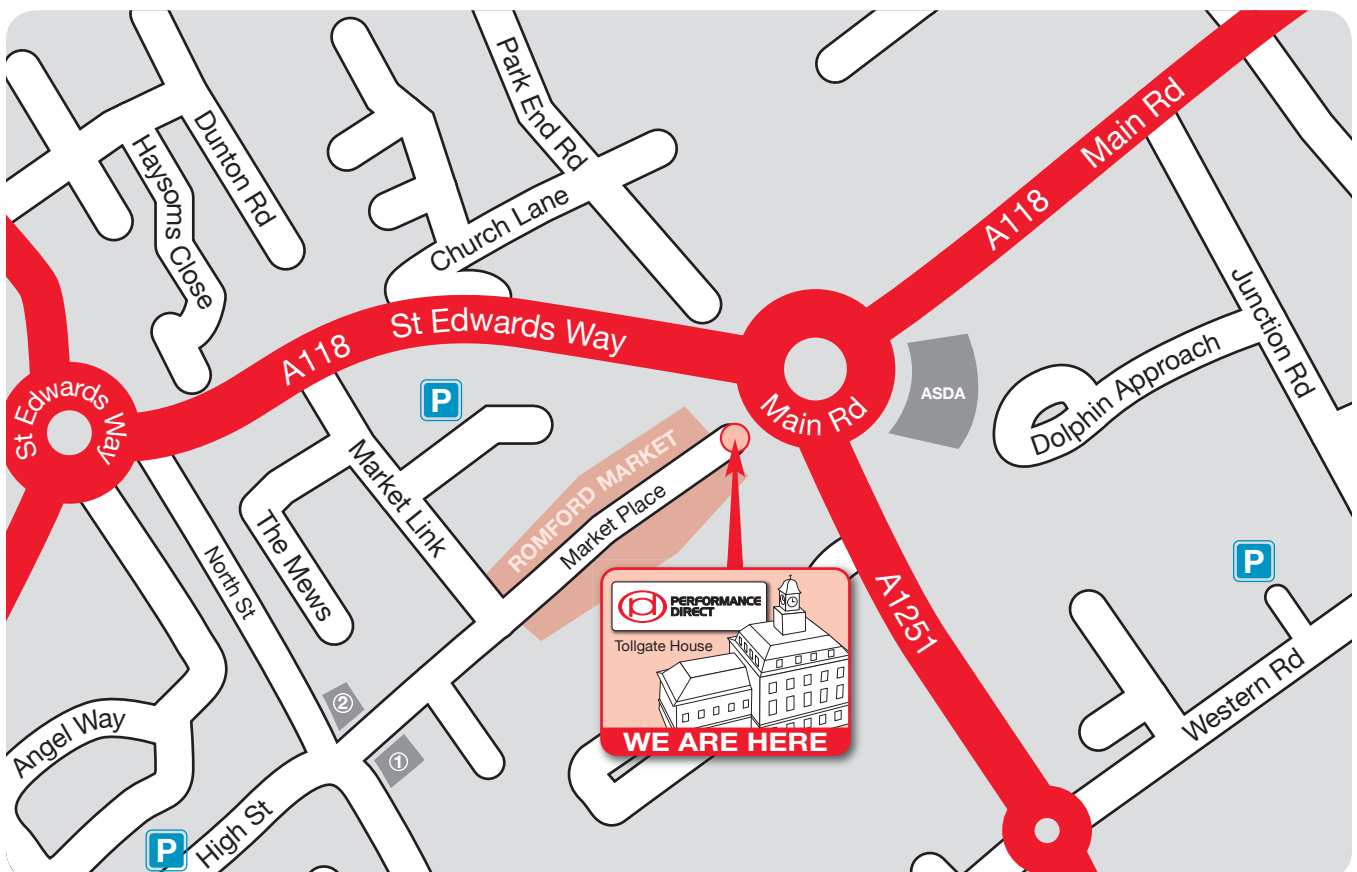 Park End Rd
Main Rd
Dunton Rd
Haysoms Close
Church Lane
A118
Junction Rd
St Edwards Way
A118
St Edwards Way
Main Rd
ASDA
Dolphin Approach
P
ROMFORD MARKET
Market Place
Market Link
The Mews
North St
P
A1251
PERFORMANCE
DIRECT
Tollgate House
WE ARE HERE
Western Rd
2
1
Angel Way
High St
P